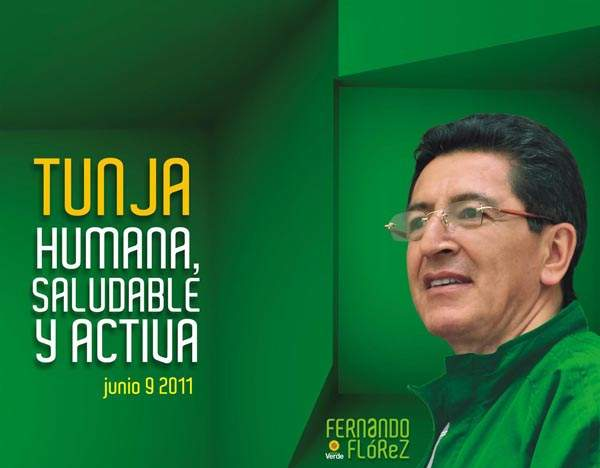 TUNJA
HUMANA,
SALUDABLE
Y ACTIVA
junio 9 2011
FERNANDO
FLóReZ
Verde